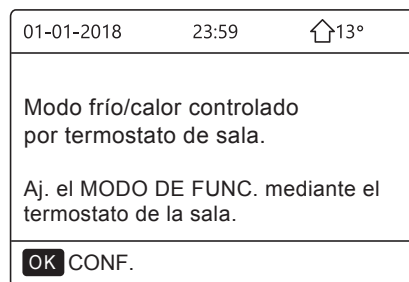 01-01-2018 23:59 13°
Modo frío/calor controlado
por termostato de sala.
Aj. el MODO DE FUNC. mediante el
termostato de la sala.
OK CONF.